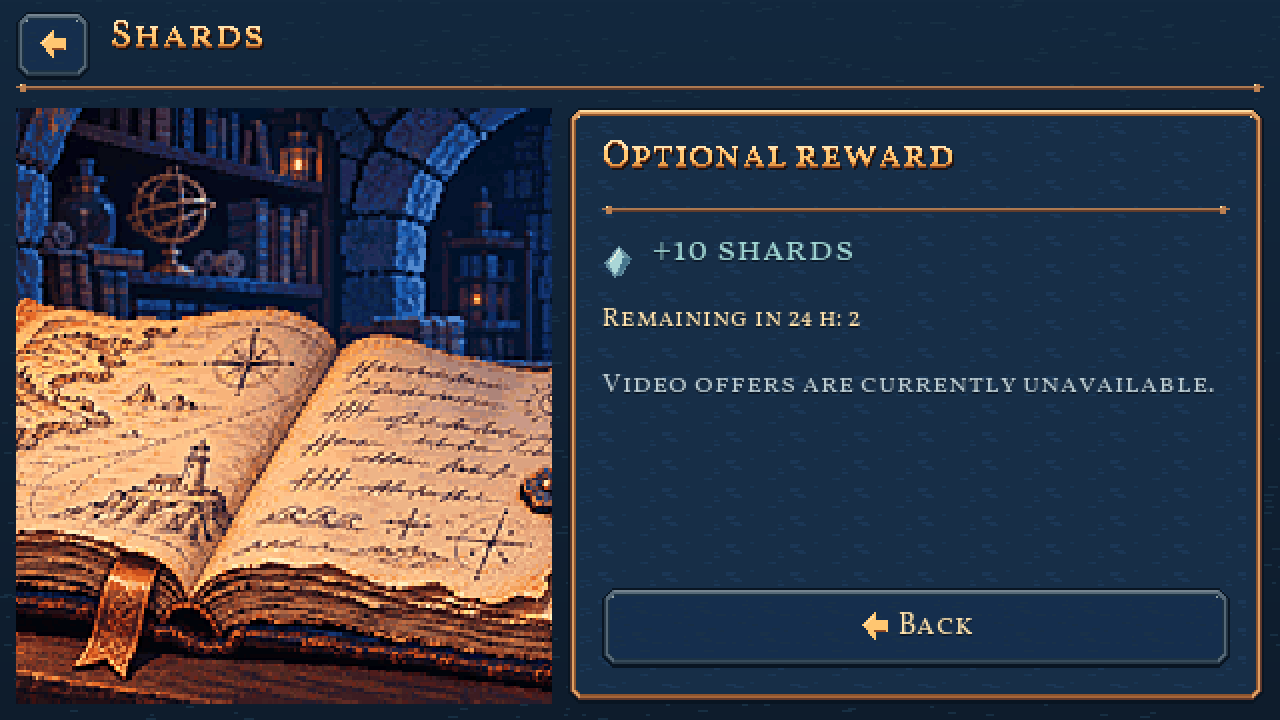 Shards
Optional reward
+10 shards
Remaining in 24 h: 2
Video offers are currently unavailable.
Back